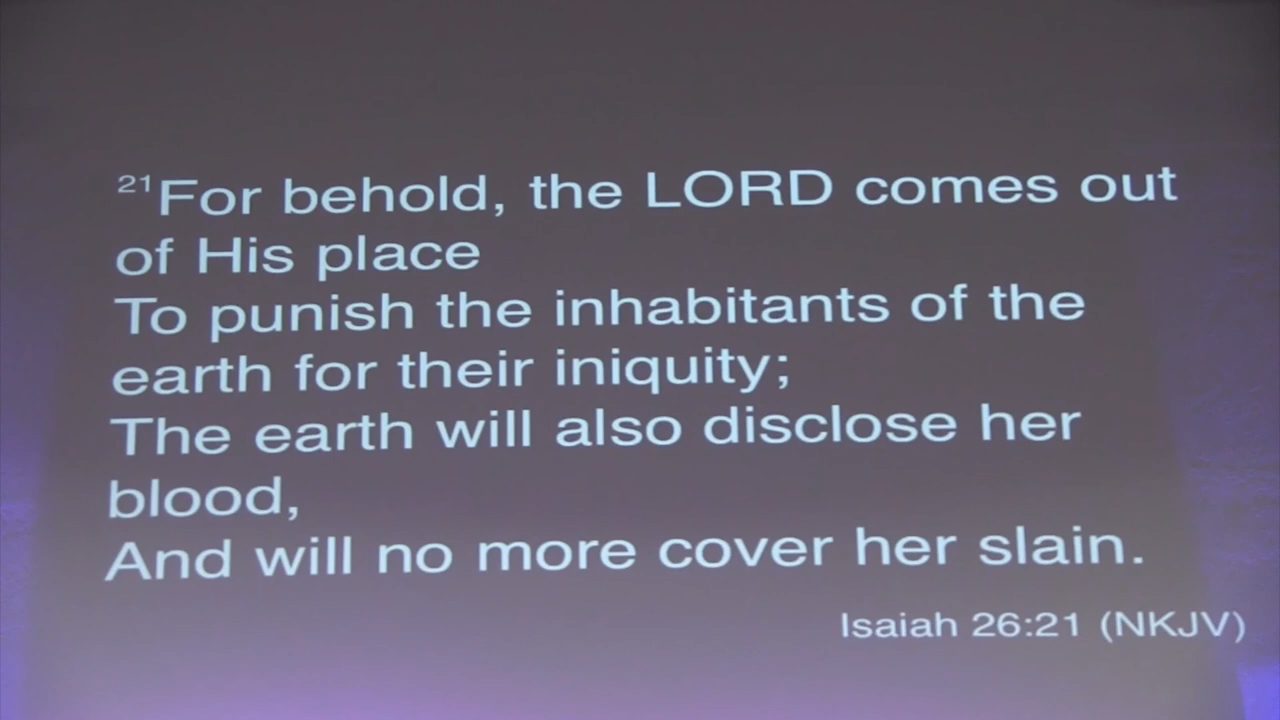 21For behold, the LORD comes out
of His place
To punish the inhabitants of the
earth for their iniquity;
The earth will also disclose her
blood,
And will no more cover her slain.
Isaiah 26:21 (NKJV)